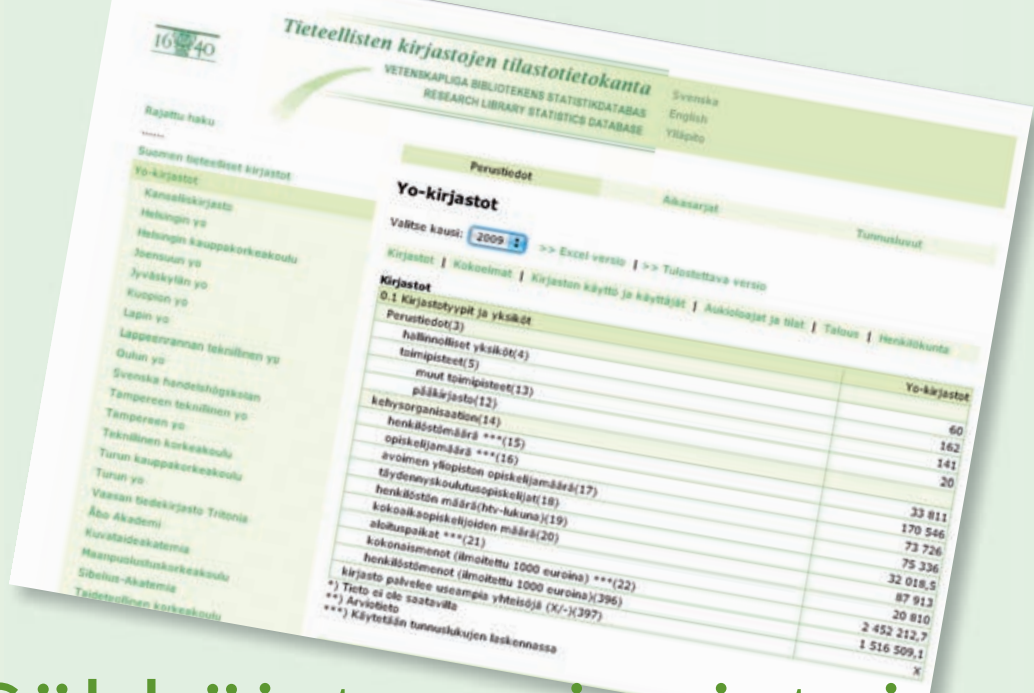 1640
Tieteellisten kirjastojen tilastotietokanta
VETENSKAPLIGA BIBLIOTEKENS STATISTIKDATABAS
RESEARCH LIBRARY STATISTICS DATABASE
Svenska
English
Ylläpito
Rajattu haku
-----
Suomen tieteelliset kirjastot
Yo-kirjastot
Kansalliskirjasto
Helsingin yo
Helsingin kauppakorkeakoulu
Joensuun yo
Jyväskylän yo
Kuopion yo
Lapin yo
Lappeenrannan teknillinen yo
Oulun yo
Svenska handelshögskolan
Tampereen teknillinen yo
Tampereen yo
Teknillinen korkeakoulu
Turun kauppakorkeakoulu
Turun yo
Vaasan tiedekirjasto Tritonia
Åbo Akademi
Kuvataideakatemia
Maanpuolustuskorkeakoulu
Sibelius-Akatemia
Taideteollinen korkeakoulu
Perustiedot
Aikasarjat
Tunnusluvut
Yo-kirjastot
Valitse kausi: 2009 >> Excel versio | >> Tulostettava versio
Kirjastot | Kokoelmat | Kirjaston käyttö ja käyttäjät | Aukioloajat ja tilat | Talous | Henkilökunta
Kirjastot
0.1 Kirjastotyypit ja yksiköt Yo-kirjastot
Perustiedot(3)
hallinnolliset yksiköt(4) 60
toimipisteet(5) 162
muut toimipisteet(13) 141
pääkirjasto(12) 20
kehysorganisaation(14)
henkilöstömäärä ***(15) 33 811
opiskelijamäärä ***(16) 170 546
avoimen yliopiston opiskelijamäärä(17) 73 726
täydennyskoulutusopiskelijat(18) 75 336
henkilöstön määrä(htv-lukuna)(19) 32 018,5
kokoaikaopiskelijoiden määrä(20) 87 913
aloituspaikat ***(21) 20 810
kokonaismenot (ilmoitettu 1000 euroina) ***(22) 2 452 212,7
henkilöstömenot (ilmoitettu 1000 euroina)(396) 1 516 509,1
kirjasto palvelee useampia yhteisöjä (X/-)(397) X
*) Tieto ei ole saatavilla
**) Arviotieto
***) Käytetään tunnuslukujen laskennassa